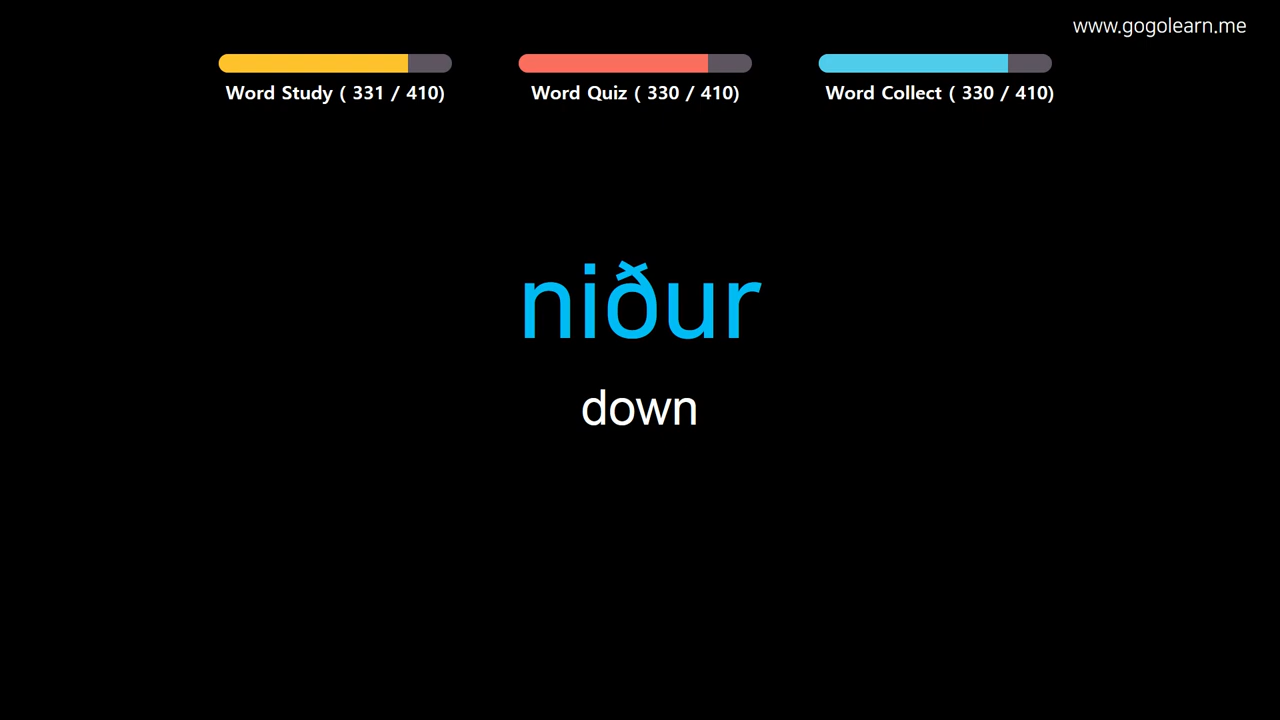 www.gogolearn.me
Word Study ( 331 / 410)
Word Quiz ( 330 / 410)
Word Collect ( 330 / 410)
niður
down